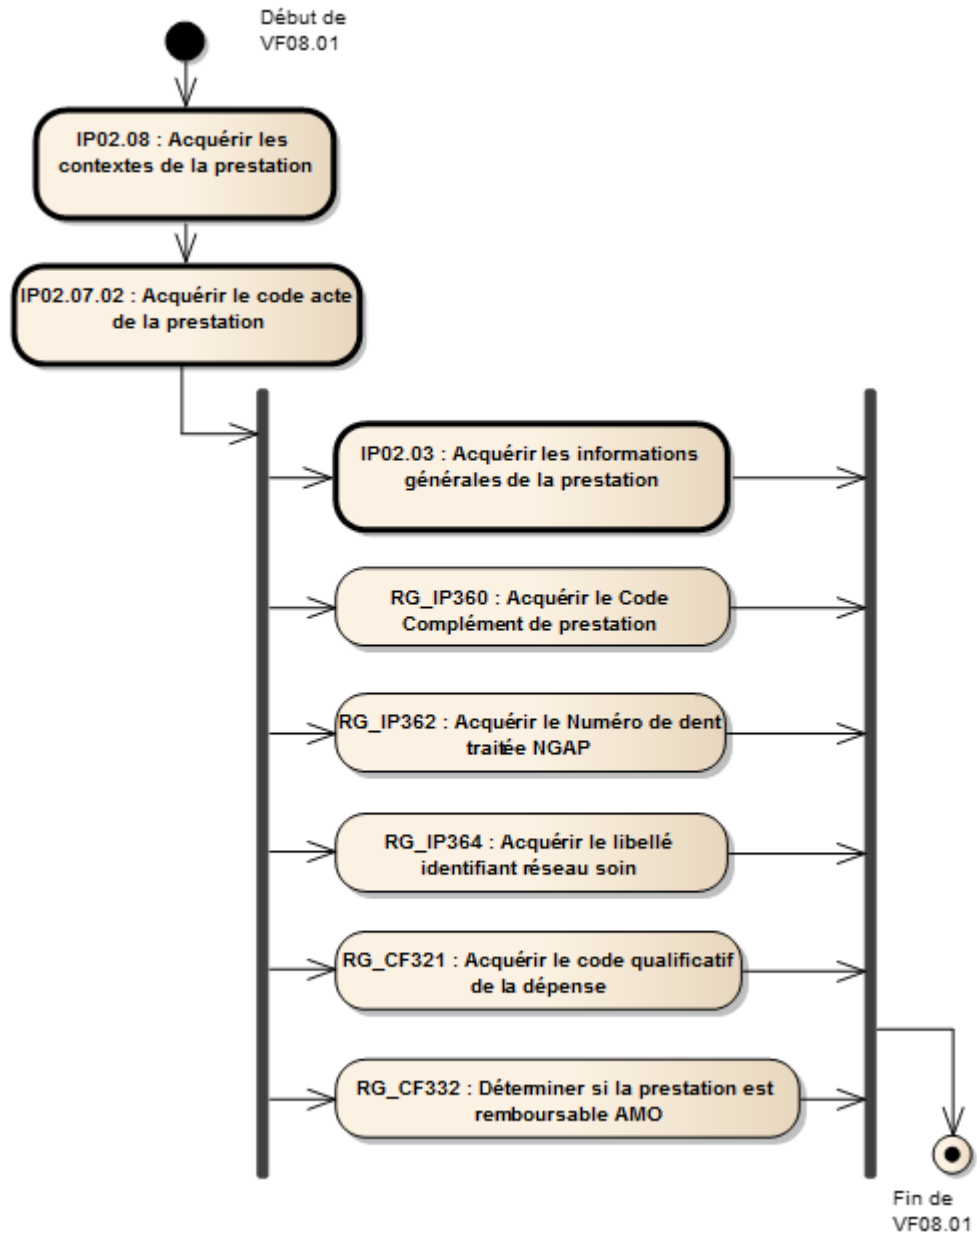 Début de
VF08.01
IP02.08 : Acquérir les
contextes de la prestation
IP02.07.02 : Acquérir le code acte
de la prestation
IP02.03 : Acquérir les informations
générales de la prestation
RG_IP360 : Acquérir le Code
Complément de prestation
RG_IP362 : Acquérir le Numéro de dent
traitée NGAP
RG_IP364 : Acquérir le libellé
identifiant réseau soin
RG_CF321 : Acquérir le code qualificatif
de la dépense
RG_CF332 : Déterminer si la prestation est
remboursable AMO
Fin de
VF08.01